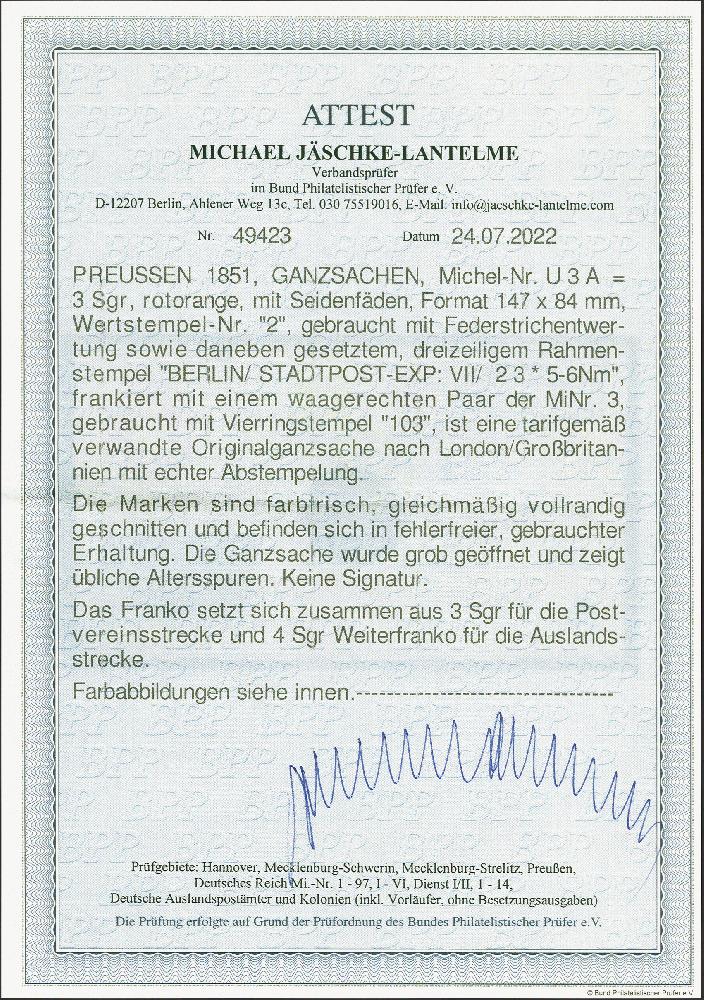 ATTEST
MICHAEL JÄSCHKE-LANTELME
Verbandsprüfer
im Bund Philatelistischer Prüfer e. V.
D-12207 Berlin, Ahlener Weg 13c, Tel. 030 75519016, E-Mail: info@jaeschke-lantelme.com
Nr. 49423 Datum 24.07.2022
PREUSSEN 1851, GANZSACHEN, Michel-Nr. U 3 A =
3 Sgr, rotorange, mit Seidenfäden, Format 147 x 84 mm,
Wertstempel-Nr. "2", gebraucht mit Federstrichentwer-
tung sowie daneben gesetztem, dreizeiligem Rahmen-
stempel "BERLIN/ STADTPOST-EXP: VII/ 2 3 * 5-6Nm",
frankiert mit einem waagerechten Paar der MiNr. 3,
gebraucht mit Vierringstempel "103", ist eine tarifgemäß
verwandte Originalganzsache nach London/Großbritan-
nien mit echter Abstempelung.
Die Marken sind farbfrisch, gleichmäßig vollrandig
geschnitten und befinden sich in fehlerfreier, gebrauchter
Erhaltung. Die Ganzsache wurde grob geöffnet und zeigt
übliche Altersspuren. Keine Signatur.
Das Franko setzt sich zusammen aus 3 Sgr für die Post-
vereinsstrecke und 4 Sgr Weiterfranko für die Auslands-
strecke.
Farbabbildungen siehe innen.--------------------------------
Prüfgebiete: Hannover, Mecklenburg-Schwerin, Mecklenburg-Strelitz, Preußen,
Deutsches Reich Mi.-Nr. 1 - 97, I - VI, Dienst I/II, 1 - 14,
Deutsche Auslandspostämter und Kolonien (inkl. Vorläufer, ohne Besetzungsausgaben)
Die Prüfung erfolgte auf Grund der Prüfordnung des Bundes Philatelistischer Prüfer e.V.
© Bund Philatelistischer Prüfer e.V.